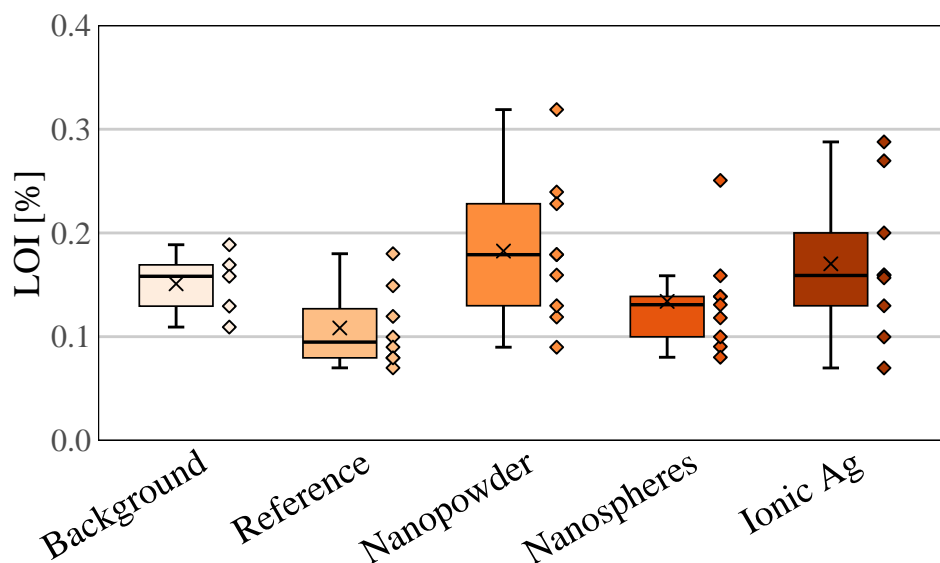 0.4
0.3
0.2
0.1
0.0
LOI [%]
Background
Reference
Nanopowder
Nanospheres
Ionic Ag